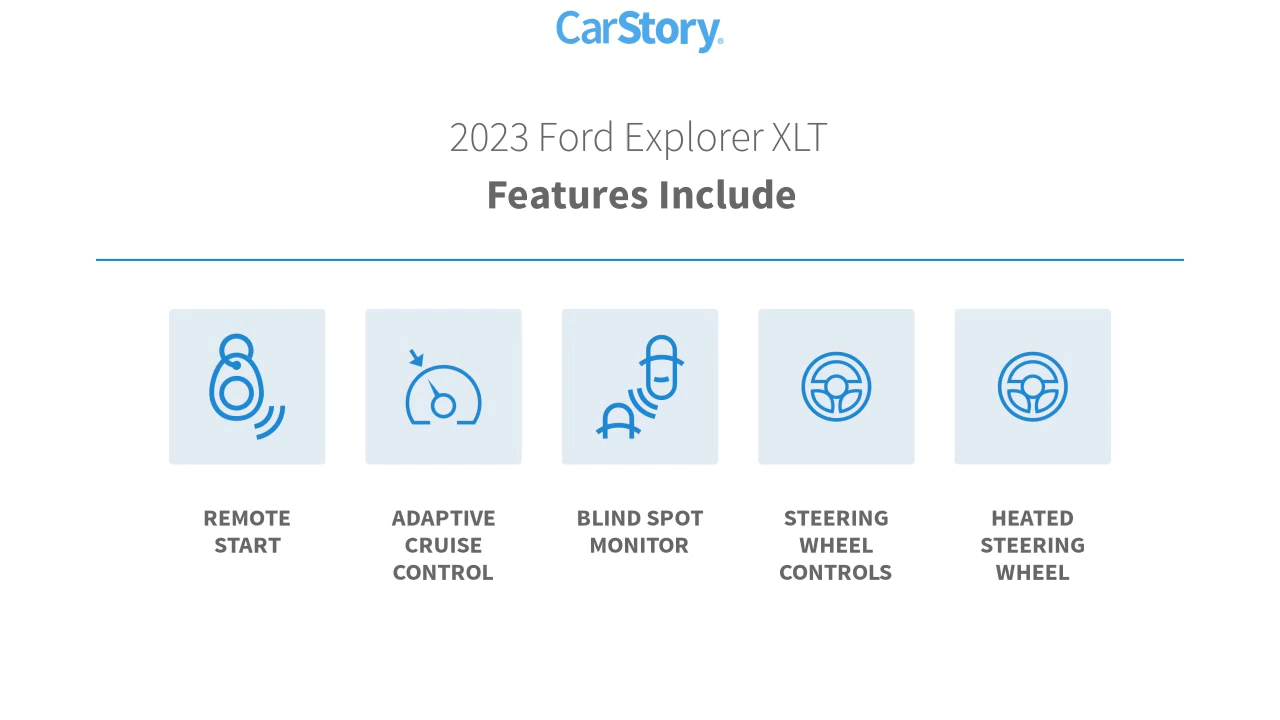 CarStory®
2023 Ford Explorer XLT
Features Include
REMOTE
START
ADAPTIVE
CRUISE
CONTROL
BLIND SPOT
MONITOR
STEERING
WHEEL
CONTROLS
HEATED
STEERING
WHEEL